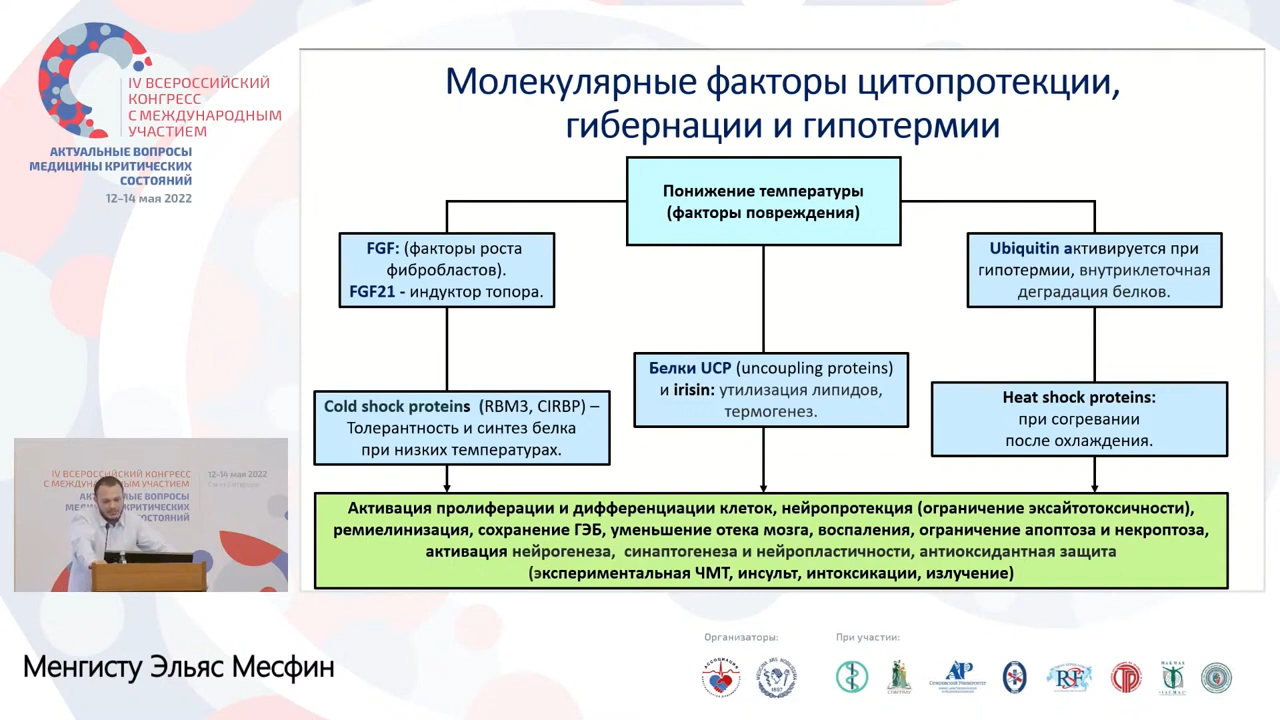 IV ВСЕРОССИЙСКИЙ
КОНГРЕСС
С МЕЖДУНАРОДНЫМ
УЧАСТИЕМ
АКТУАЛЬНЫЕ ВОПРОСЫ
МЕДИЦИНЫ КРИТИЧЕСКИХ
СОСТОЯНИЙ
12–14 мая 2022
Молекулярные факторы цитопротекции,
гибернации и гипотермии
Понижение температуры
(факторы повреждения)
FGF: (факторы роста
фибробластов).
FGF21 - индуктор топора.
Ubiquitin активируется при
гипотермии, внутриклеточная
деградация белков.
Белки UCP (uncoupling proteins)
и irisin: утилизация липидов,
термогенез.
Cold shock proteins (RBM3, CIRBP) –
Толерантность и синтез белка
при низких температурах.
Heat shock proteins:
при согревании
после охлаждения.
Активация пролиферации и дифференциации клеток, нейропротекция (ограничение эксайтотоксичности),
ремиелинизация, сохранение ГЭБ, уменьшение отека мозга, воспаления, ограничение апоптоза и некроптоза,
активация нейрогенеза, синаптогенеза и нейропластичности, антиоксидантная защита
(экспериментальная ЧМТ, инсульт, интоксикации, излучение)
IV ВСЕРОССИЙСКИЙ КОНГРЕСС
С МЕЖДУНАРОДНЫМ УЧАСТИЕМ
12–14 мая 2022
Менгисту Эльяс Месфин
Организаторы:
При участии: